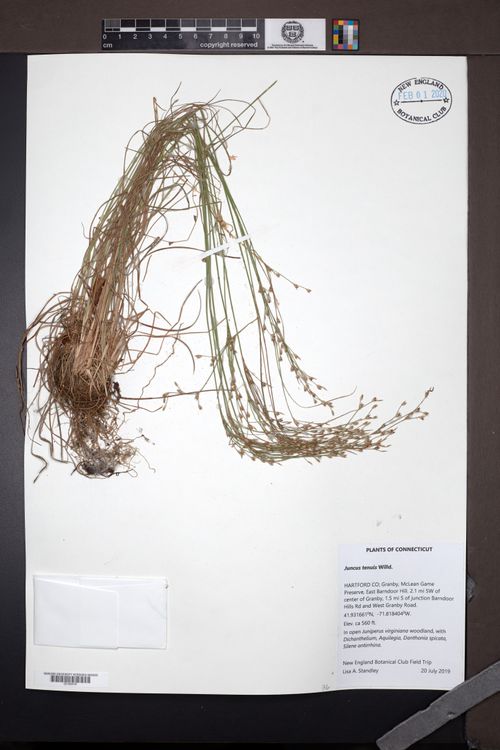 0 1 2 3 4 5 6 7 8 9 10
cm
copyright reserved
NEW ENGLAND
FEB 01 2020
BOTANICAL CLUB
PLANTS OF CONNECTICUT
Juncus tenuis Willd.
HARTFORD CO; Granby, McLean Game
Preserve, East Barndoor Hill, 2.1 mi SW of
center of Granby, 1.5 mi S of junction Barndoor
Hills Rd and West Granby Road.
41.931661°N, -71.818404°W.
Elev. ca 560 ft.
In open Juniperus virginiana woodland, with
Dichanthelium, Aquilegia, Danthonia spicata,
Silene antirrhina.
New England Botanical Club Field Trip
Lisa A. Standley 20 July 2019